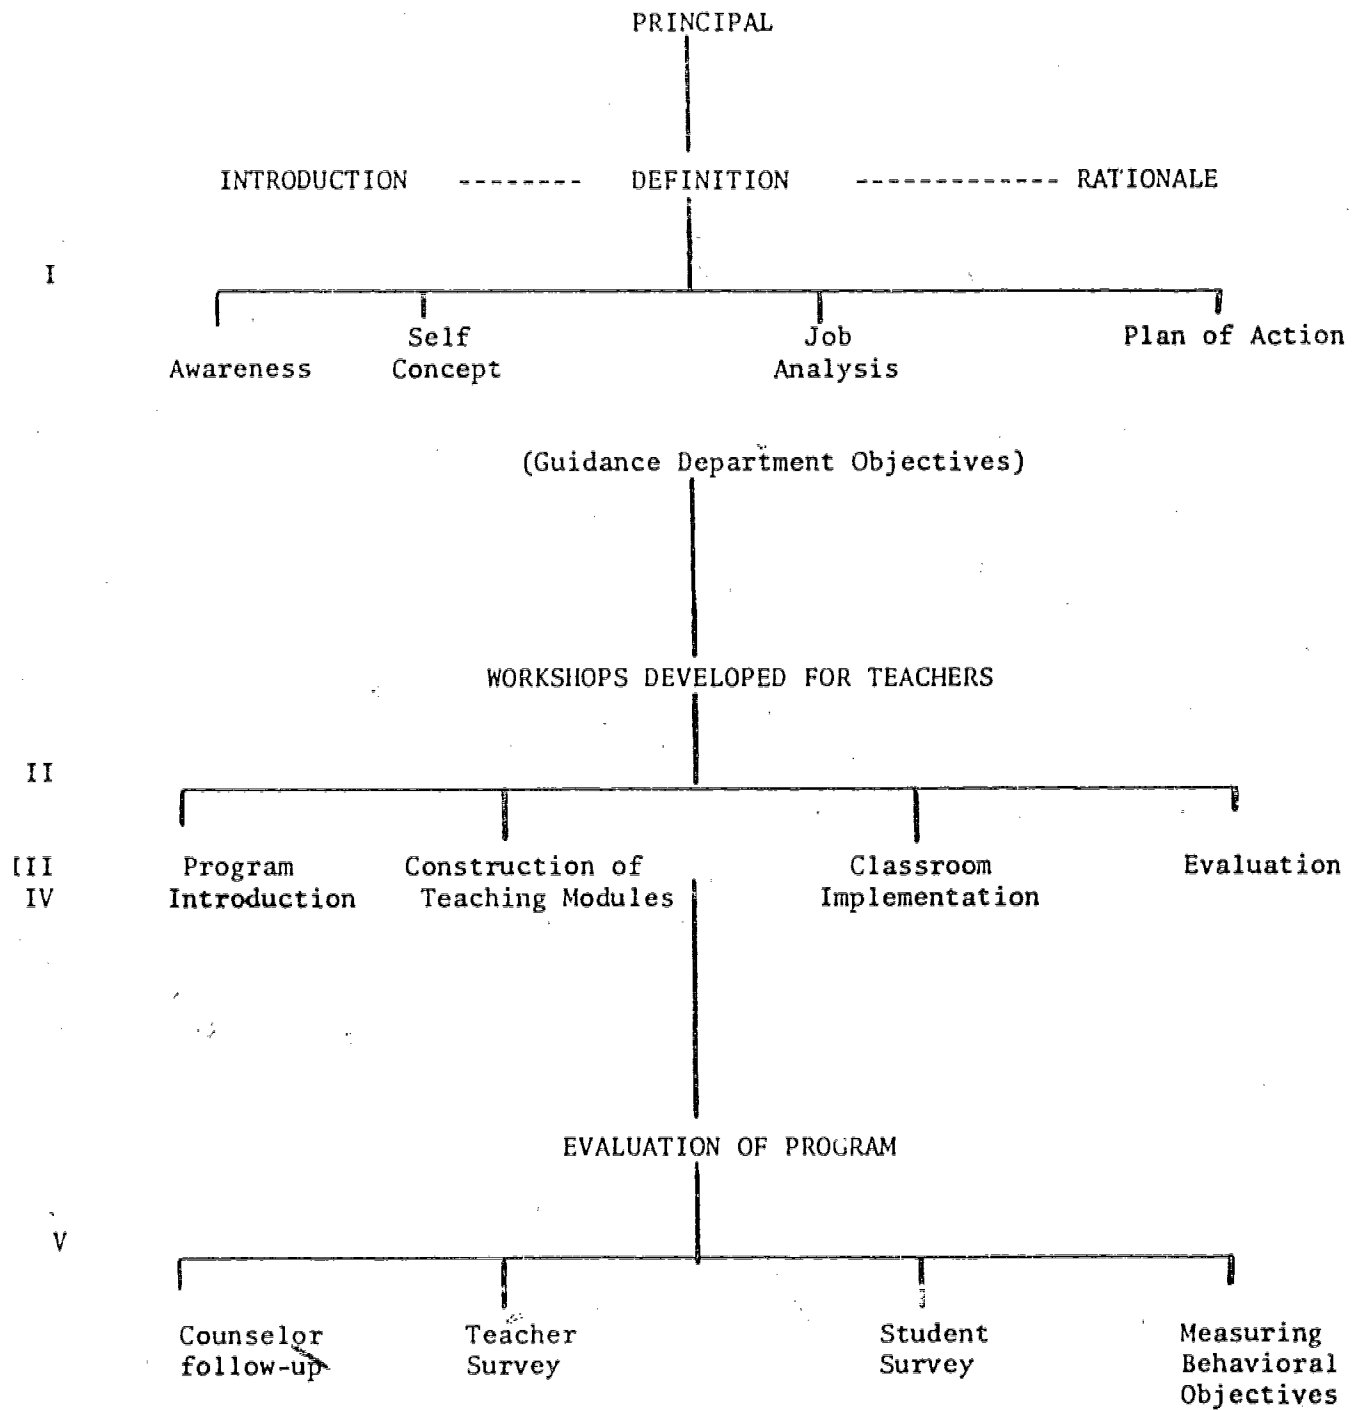 PRINCIPAL
INTRODUCTION -------- DEFINITION ------------- RATIONALE
I
Self Job Plan of Action
Awareness Concept Analysis
(Guidance Department Objectives)
WORKSHOPS DEVELOPED FOR TEACHERS
II
III Program Construction of Classroom Evaluation
IV Introduction Teaching Modules Implementation
EVALUATION OF PROGRAM
V
Counselor Teacher Student Measuring
follow-up Survey Survey Behavioral
Objectives